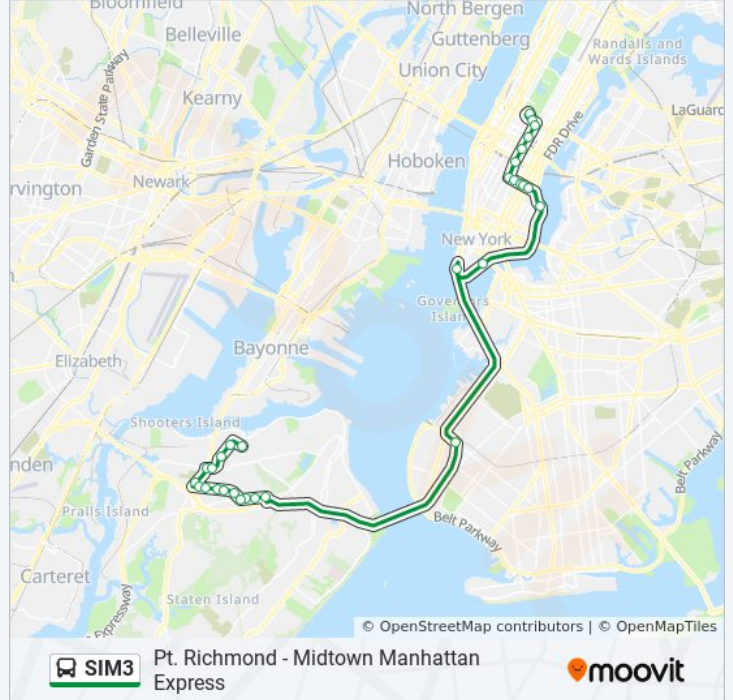 Bloomfield
North Bergen
Belleville
Guttenberg
Randalls and
Wards Islands
Union City
Garden State Parkway
Kearny
LaGuard
FDR Drive
Hoboken
Newark
rvington
New York
Governors
Island
Bayonne
Elizabeth
Shooters Island
nden
Belt Parkway
Pralls Island
Belt Parkway
Carteret
Staten Island
Expressway
© OpenStreetMap contributors | © OpenMapTiles
SIM3
Pt. Richmond - Midtown Manhattan
Express
moovit